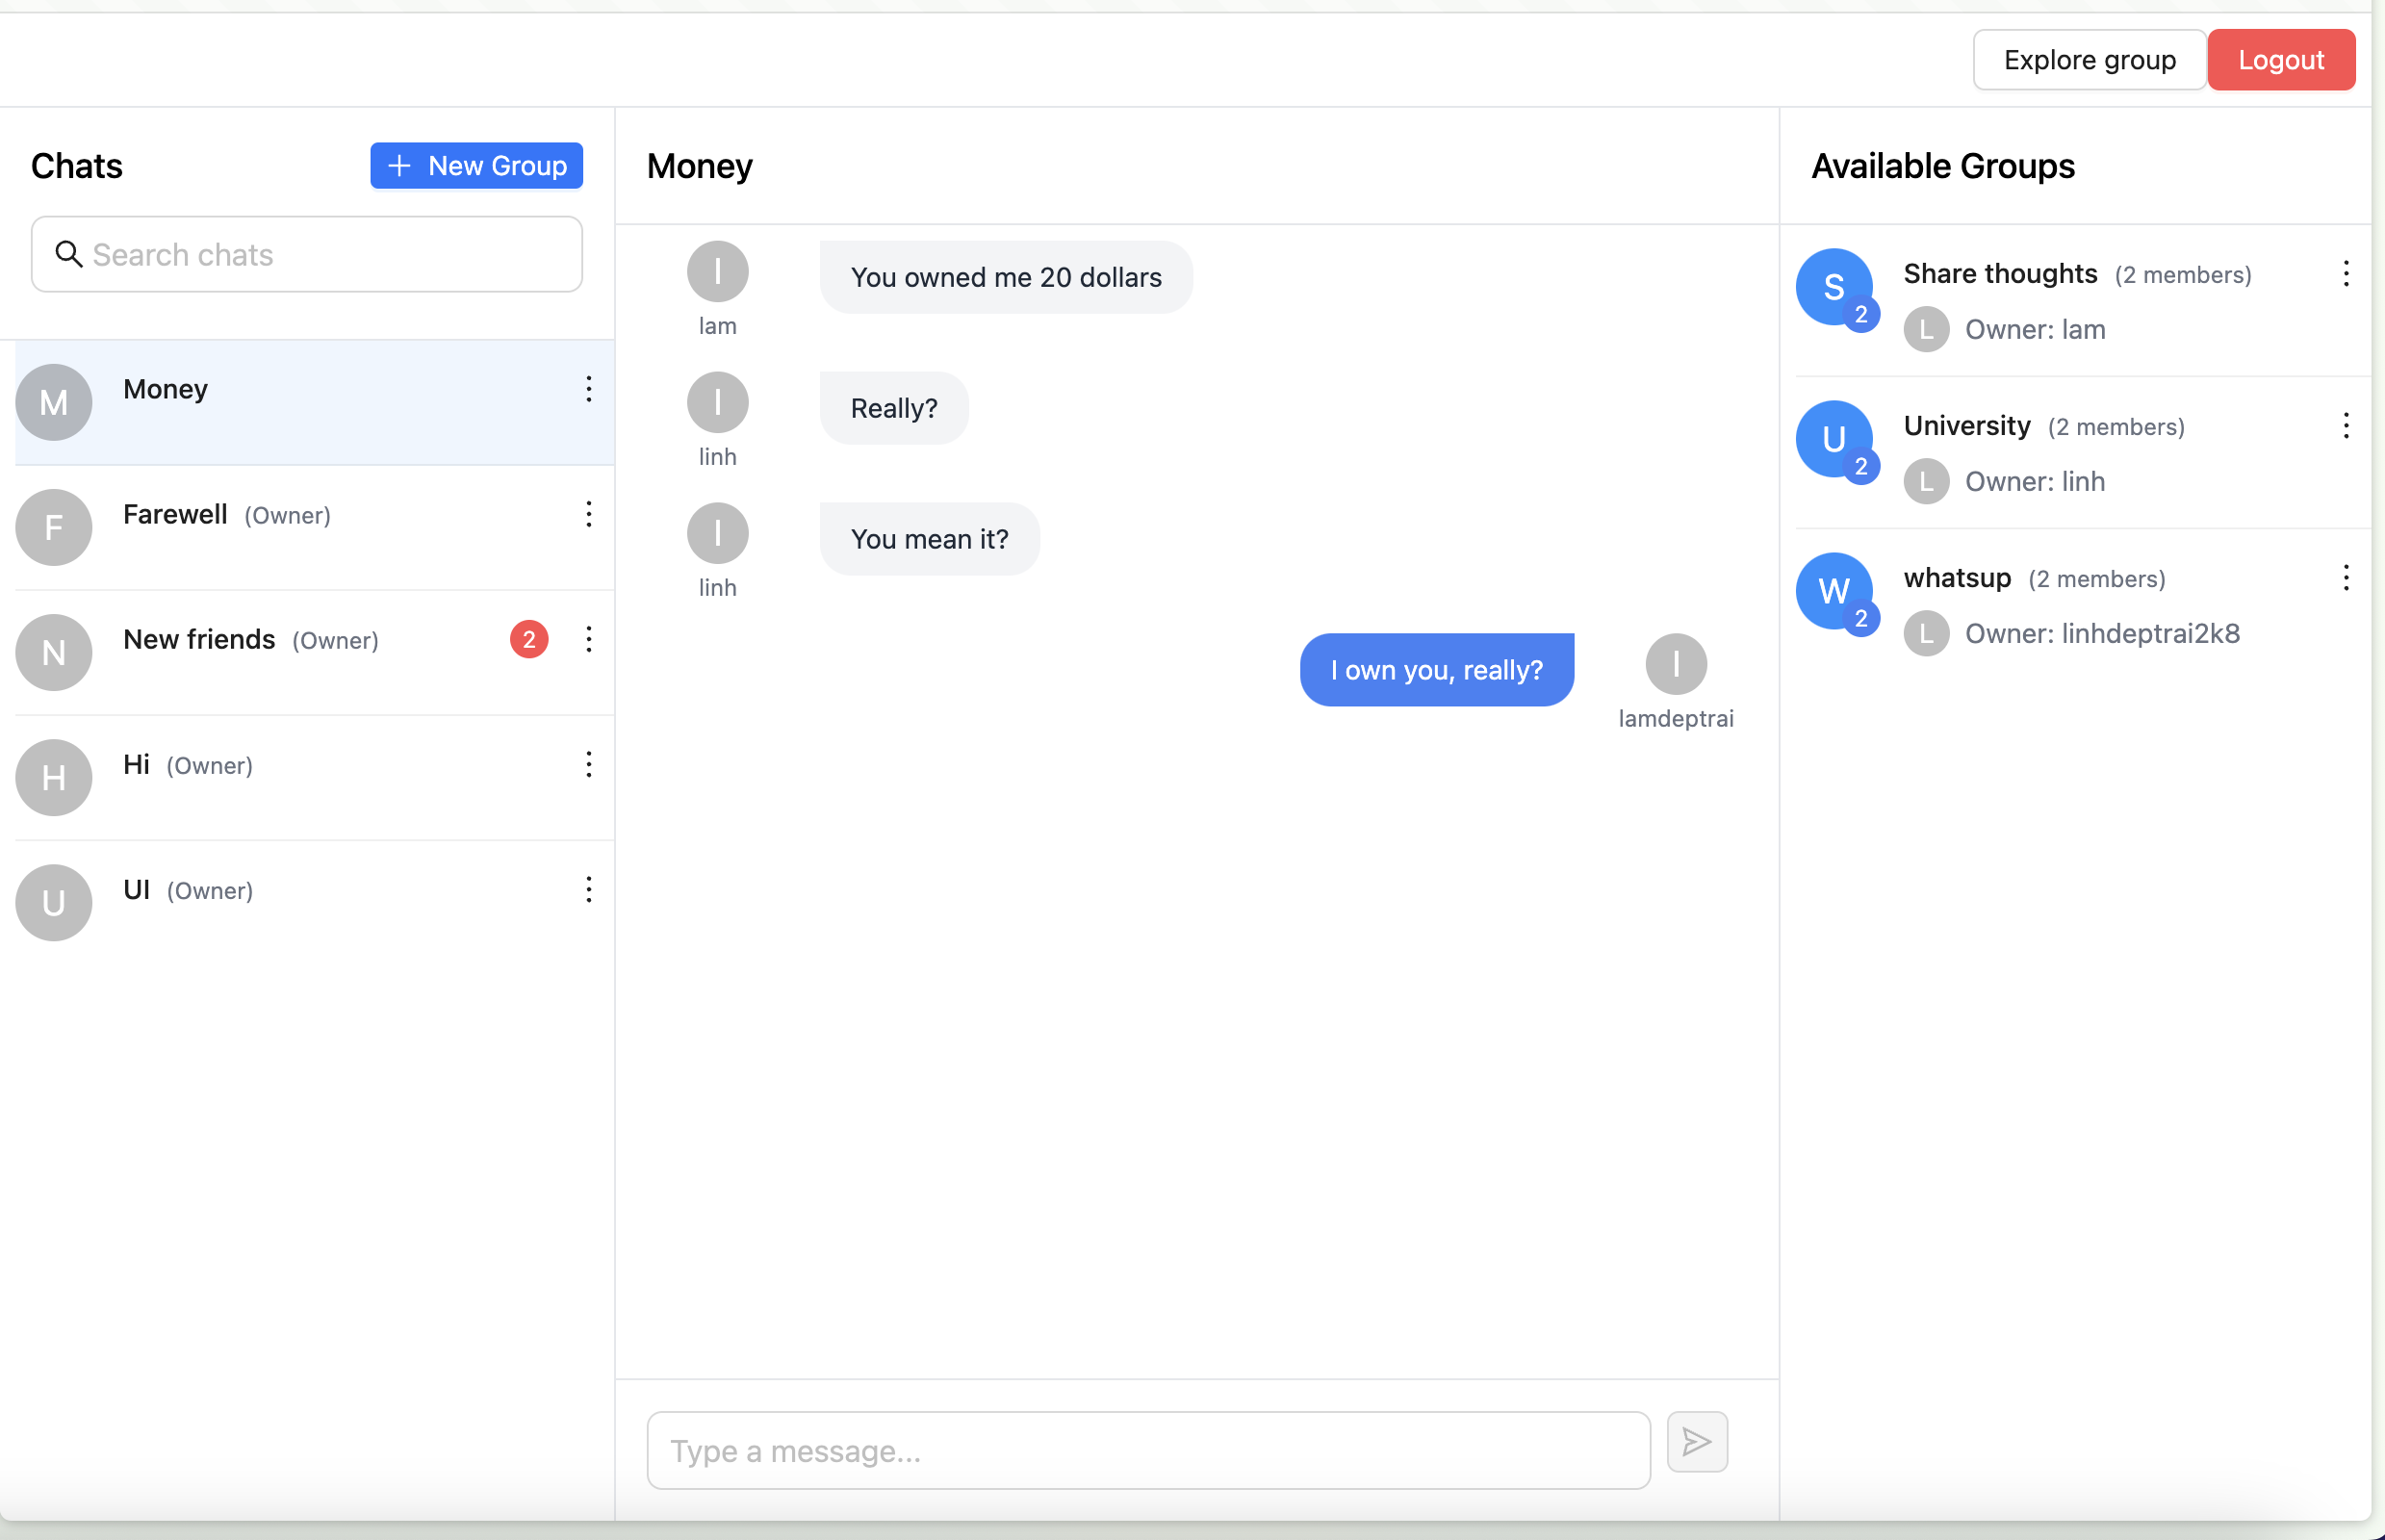 Explore group
Logout
Chats
+ New Group
Search chats
M
Money
F
Farewell (Owner)
N
New friends (Owner)
2
H
Hi (Owner)
U
UI (Owner)
Money
l
You owned me 20 dollars
lam
l
Really?
linh
l
You mean it?
linh
I own you, really?
l
lamdeptrai
Type a message...
Available Groups
S
2
Share thoughts (2 members)
L
Owner: lam
U
2
University (2 members)
L
Owner: linh
W
2
whatsup (2 members)
L
Owner: linhdeptrai2k8